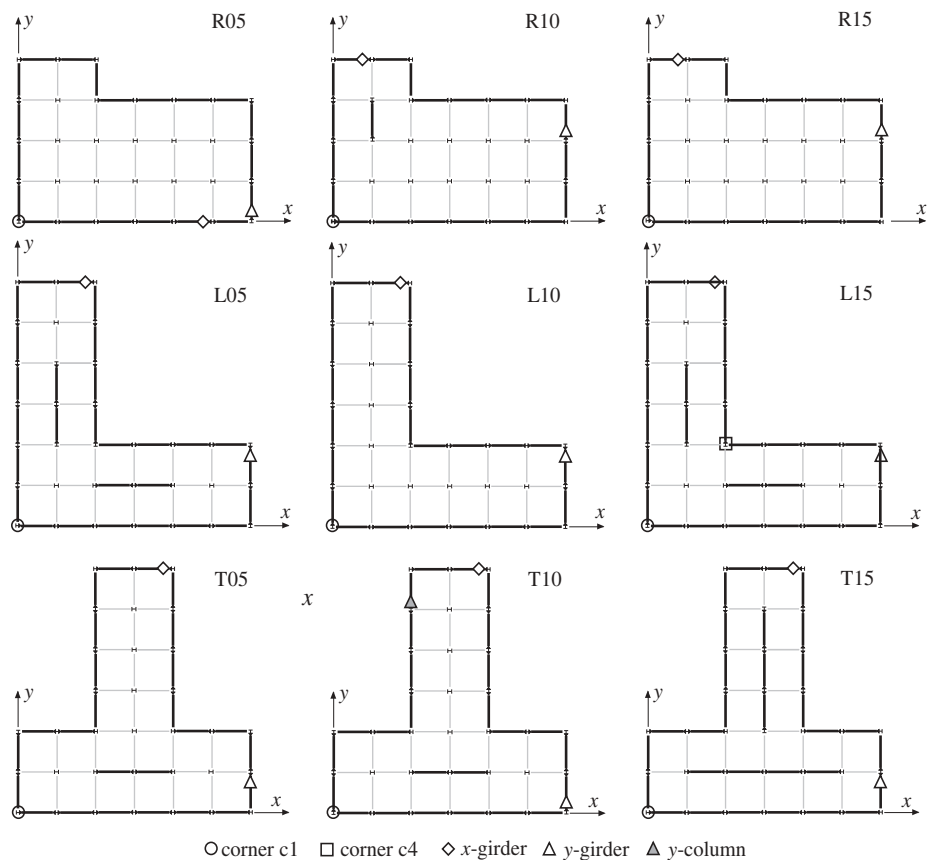 y R05 y R10 y R15
x x x
y L05 y L10 y L15
x x x
y T05 x y T10 y T15
x x x
corner c1 corner c4 x-girder y-girder y-column